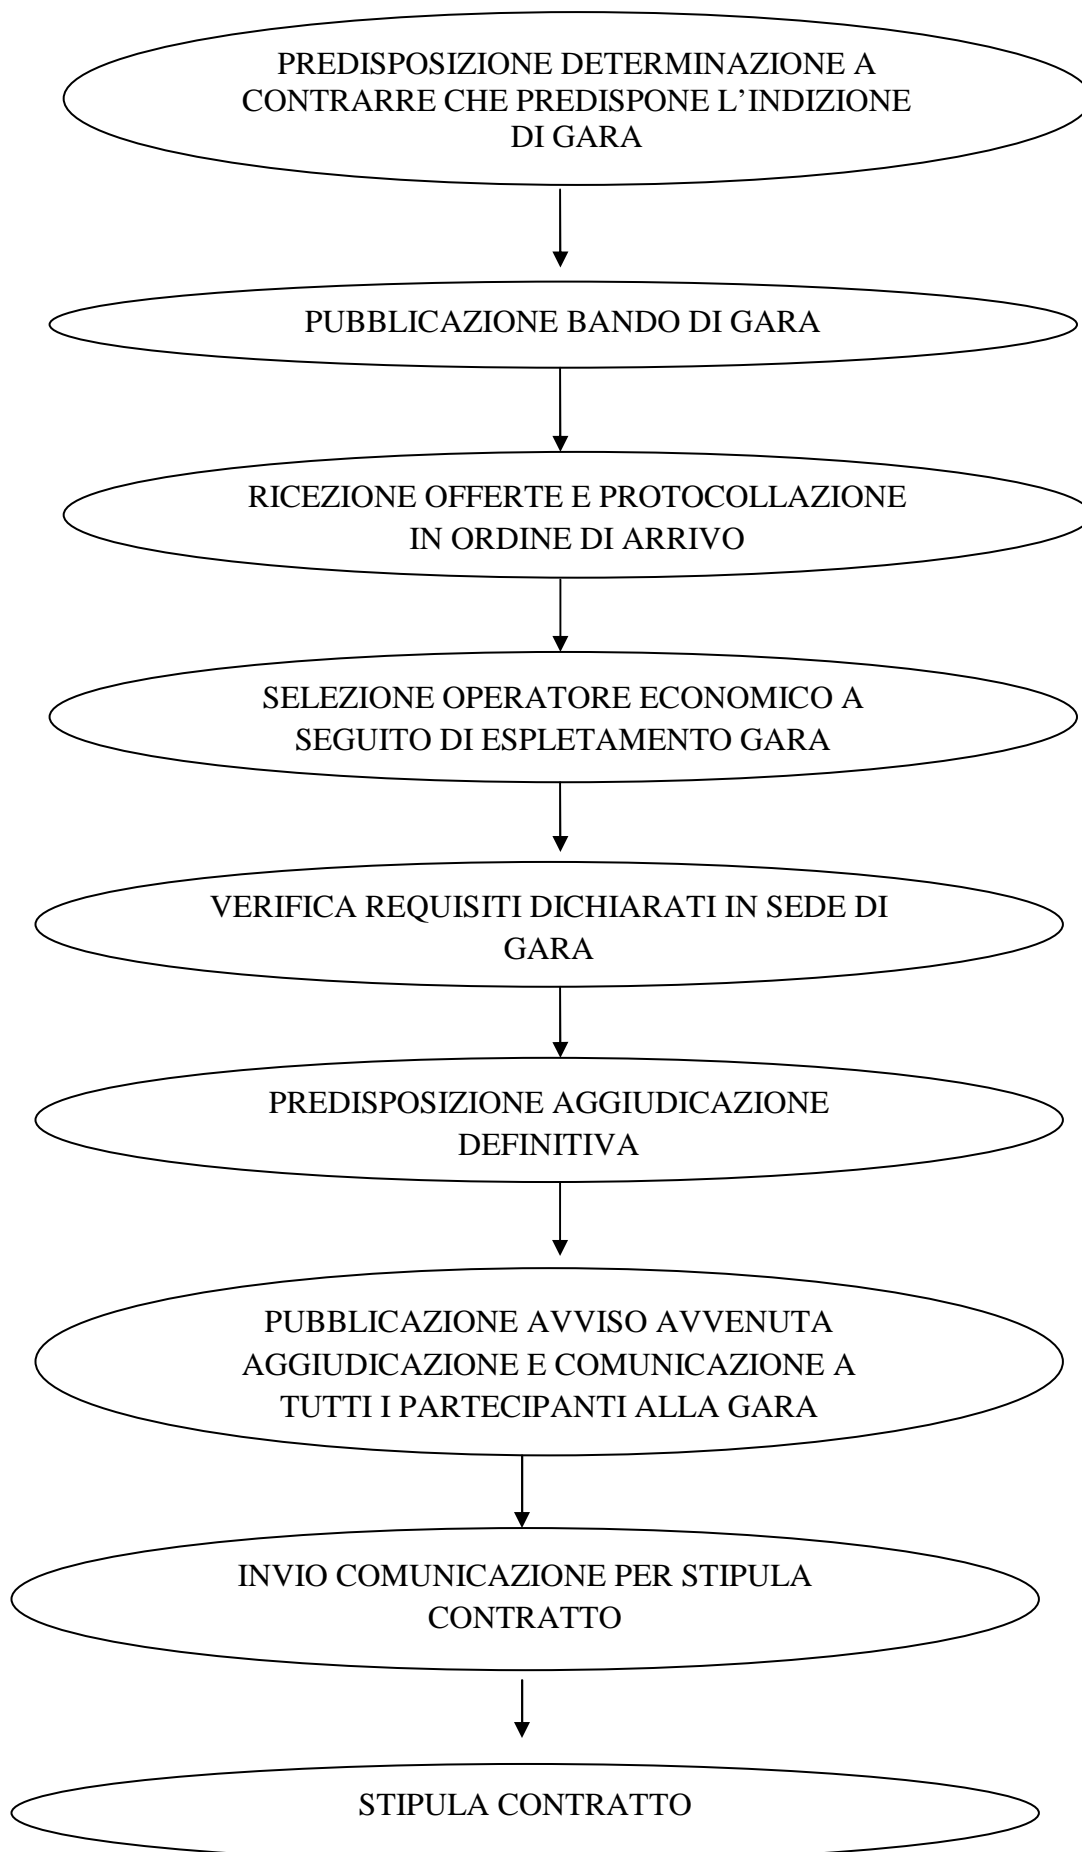 PREDISPOSIZIONE DETERMINAZIONE A
CONTRARRE CHE PREDISPONE L'INDIZIONE
DI GARA
PUBBLICAZIONE BANDO DI GARA
RICEZIONE OFFERTE E PROTOCOLLAZIONE
IN ORDINE DI ARRIVO
SELEZIONE OPERATORE ECONOMICO A
SEGUITO DI ESPLETAMENTO GARA
VERIFICA REQUISITI DICHIARATI IN SEDE DI
GARA
PREDISPOSIZIONE AGGIUDICAZIONE
DEFINITIVA
PUBBLICAZIONE AVVISO AVVENUTA
AGGIUDICAZIONE E COMUNICAZIONE A
TUTTI I PARTECIPANTI ALLA GARA
INVIO COMUNICAZIONE PER STIPULA
CONTRATTO
STIPULA CONTRATTO